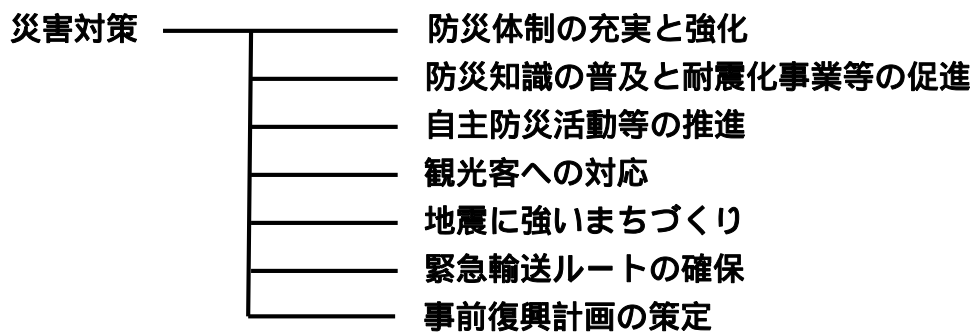 災害対策
防災体制の充実と強化
防災知識の普及と耐震化事業等の促進
自主防災活動等の推進
観光客への対応
地震に強いまちづくり
緊急輸送ルートの確保
事前復興計画の策定